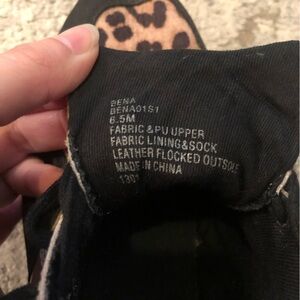 BENA
BENA01S1
6.5M
FABRIC &PU UPPER
FABRIC LINING&SOCK
LEATHER FLOCKED OUTSOLE
MADE IN CHINA